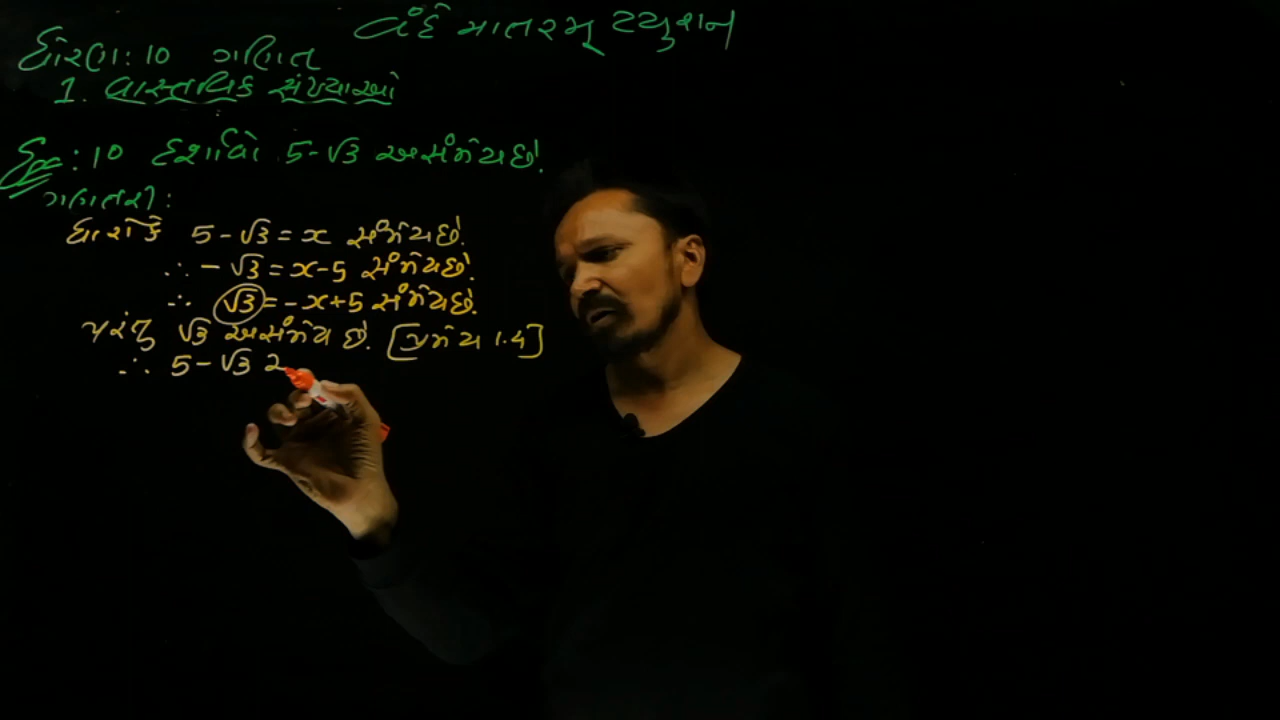 વંદે માતરમ્ ટ્યુશન
ધોરણ: 10 ગણિત
1. વાસ્તવિક સંખ્યાઓ
Ex: 10 દર્શાવો 5-√3 અસંમેય છે.
ગણતરી:
ધારોકે 5-√3 = x સંમેય છે.
∴ -√3 = x-5 સંમેય છે.
∴ √3 = -x+5 સંમેય છે.
પરંતુ √3 અસંમેય છે. [પ્રમેય 1.4]
∴ 5-√3